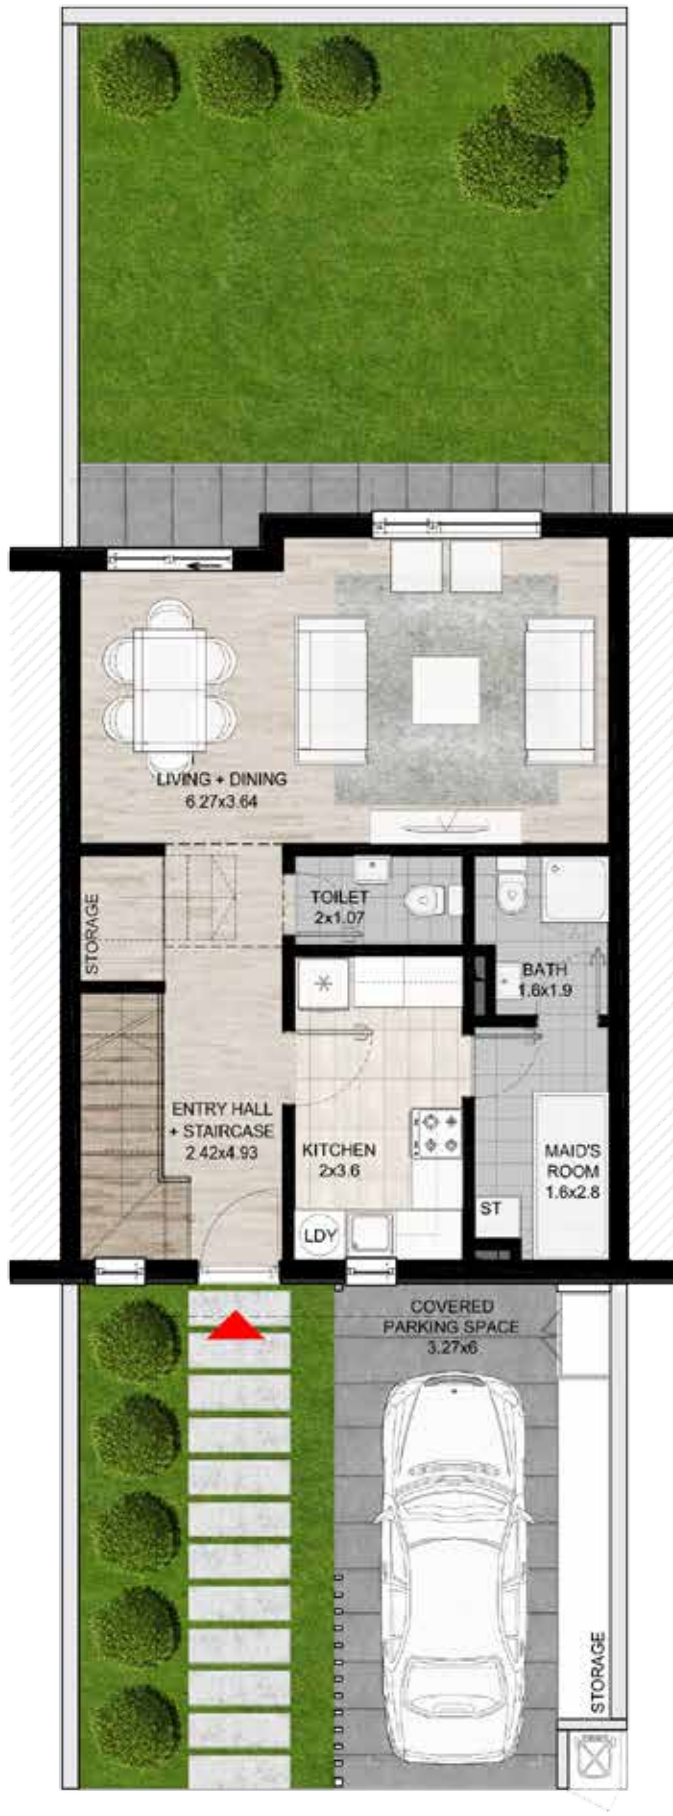 LIVING + DINING
6.27x3.64
STORAGE
TOILET
2x1.07
BATH
1.6x1.9
ENTRY HALL
+ STAIRCASE
2.42x4.93
KITCHEN
2x3.6
MAID'S
ROOM
1.6x2.8
ST
LDY
COVERED
PARKING SPACE
3.27x6
STORAGE